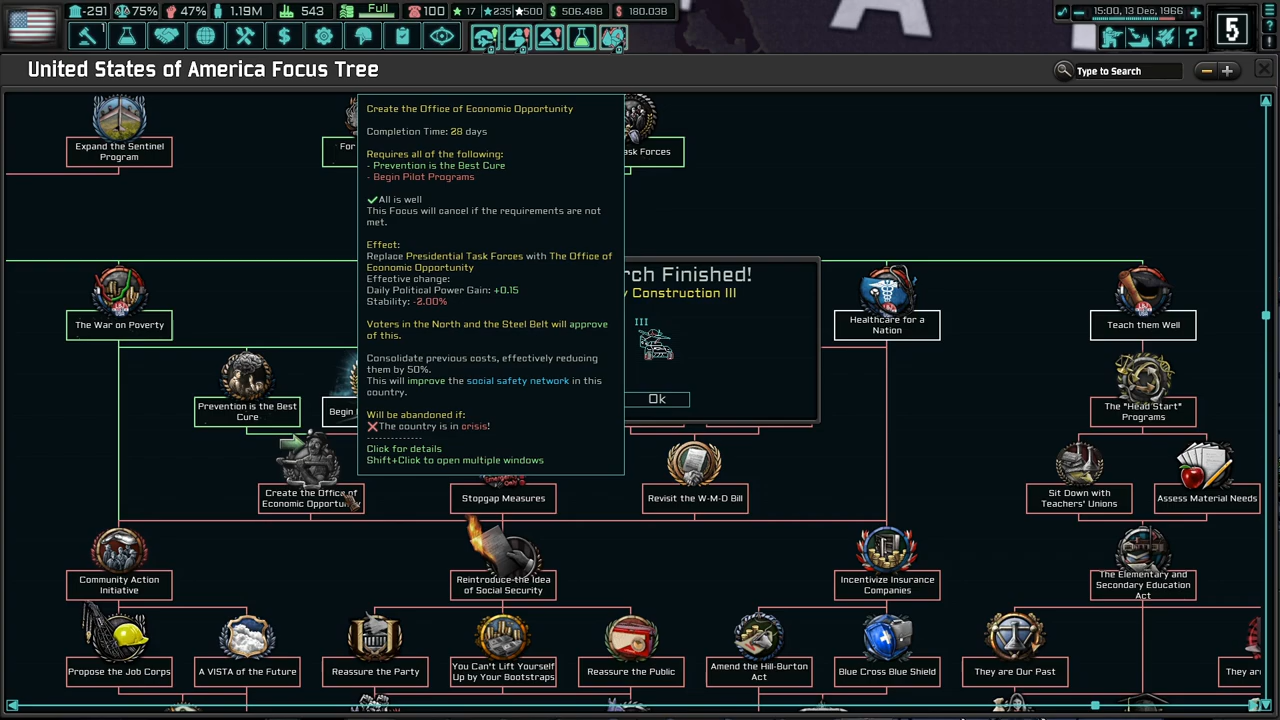 -291
75%
47%
1.19M
543
Full
100
17
235
500
506.48B
180.03B
15:00, 13 Dec, 1966
5
United States of America Focus Tree
Type to Search
Expand the Sentinel
Program
For
ask Forces
Create the Office of Economic Opportunity
Completion Time: 28 days
Requires all of the following:
- Prevention is the Best Cure
- Begin Pilot Programs
All is well
This Focus will cancel if the requirements are not
met.
Effect:
Replace Presidential Task Forces with The Office of
Economic Opportunity
Effective change:
Daily Political Power Gain: +0.15
Stability: -2.00%
Voters in the North and the Steel Belt will approve
of this.
Consolidate previous costs, effectively reducing
them by 50%.
This will improve the social safety network in this
country.
Will be abandoned if:
The country is in crisis!
--------------
Click for details
Shift+Click to open multiple windows
rch Finished!
y Construction III
III
Ok
The War on Poverty
Healthcare for a
Nation
Teach them Well
Prevention is the Best
Cure
Begin
The "Head Start"
Programs
Create the Office of
Economic Opportu
Stopgap Measures
Revisit the W-M-D Bill
Sit Down with
Teachers' Unions
Assess Material Needs
Community Action
Initiative
Reintroduce the Idea
of Social Security
Incentivize Insurance
Companies
The Elementary and
Secondary Education
Act
Propose the Job Corps
A VISTA of the Future
Reassure the Party
You Can't Lift Yourself
Up by Your Bootstraps
Reassure the Public
Amend the Hill-Burton
Act
Blue Cross Blue Shield
They are Our Past
They ar